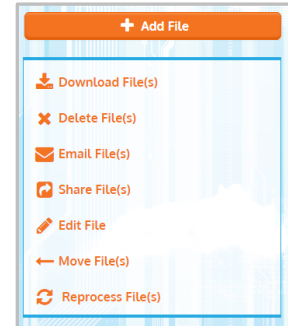 Add File
Download File(s)
Delete File(s)
Email File(s)
Share File(s)
Edit File
Move File(s)
Reprocess File(s)